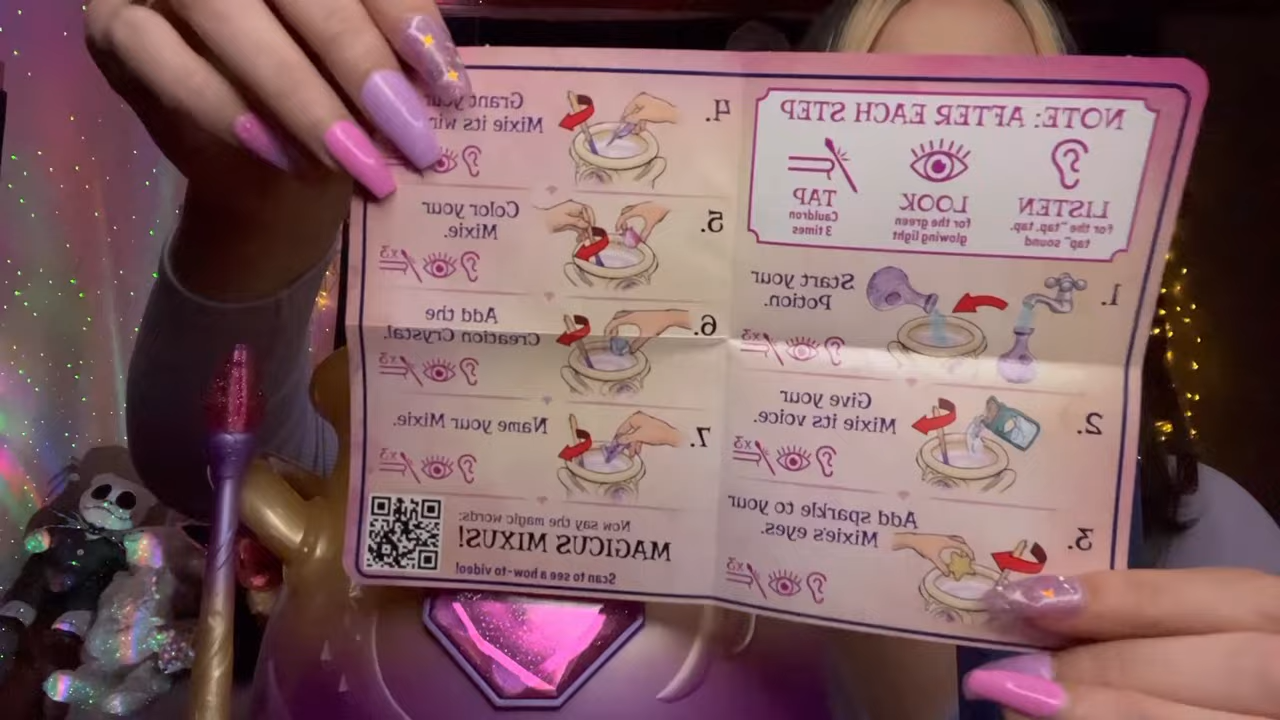 NOTE: AFTER EACH STEP
LISTEN
for the "tap, tap,
tap" sound
LOOK
for the green
glowing light
TAP
Cauldron
3 times
1.
Start your
Potion.
x3
2.
Give your
Mixie its voice.
x3
3.
Add sparkle to your
Mixie's eyes.
x3
4.
Grant your
Mixie its
5.
Color your
Mixie.
x3
6.
Add the
Creation Crystal.
x3
7.
Name your Mixie.
x3
Now say the magic words:
MAGICUS MIXUS!
Scan to see a how-to video!